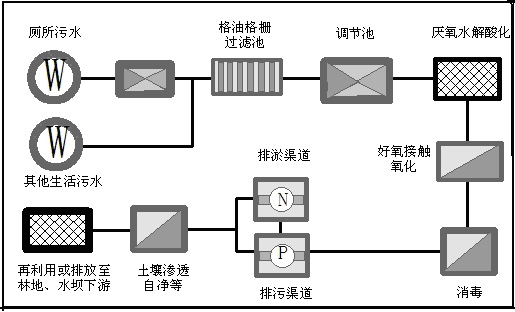 厕所污水
格油格栅
过滤池
调节池
厌氧水解酸化
W
W
其他生活污水
排淤渠道
好氧接触
氧化
N
P
再利用或排放至
林地、水坝下游
土壤渗透
自净等
排污渠道
消毒